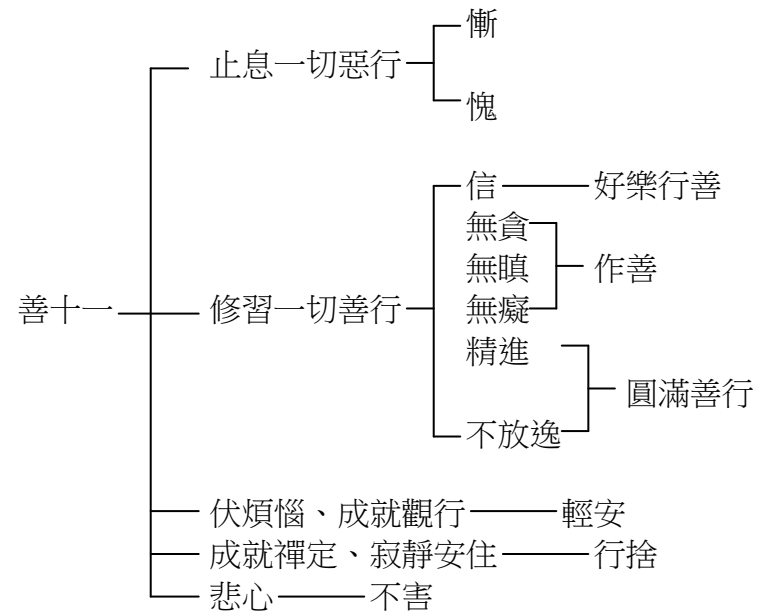 慚
止息一切惡行
愧
信 好樂行善
無貪
無瞋 作善
善十一 修習一切善行 無癡
精進
圓滿善行
不放逸
伏煩惱、成就觀行 輕安
成就禪定、寂靜安住 行捨
悲心 不害